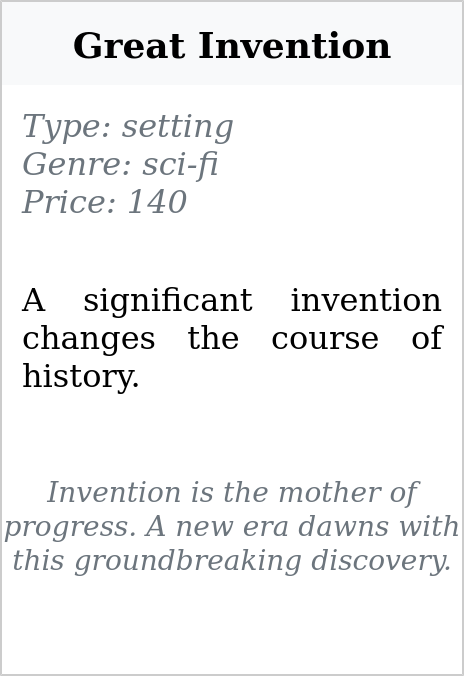 Great Invention
Type: setting
Genre: sci-fi
Price: 140
A significant invention
changes the course of
history.
Invention is the mother of
progress. A new era dawns with
this groundbreaking discovery.